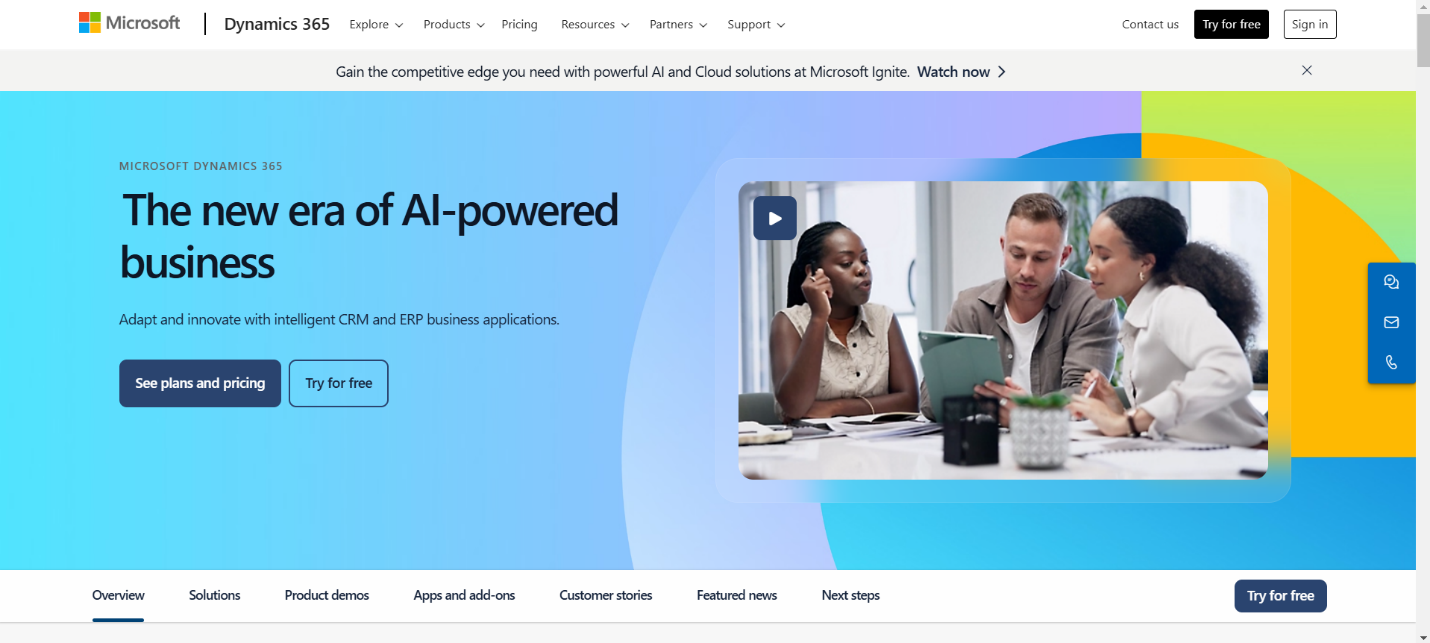 Microsoft Dynamics 365 Explore Products Pricing Resources Partners Support Contact us Try for free Sign in
Gain the competitive edge you need with powerful AI and Cloud solutions at Microsoft Ignite. Watch now
MICROSOFT DYNAMICS 365
The new era of AI-powered
business
Adapt and innovate with intelligent CRM and ERP business applications.
See plans and pricing Try for free
Overview Solutions Product demos Apps and add-ons Customer stories Featured news Next steps Try for free